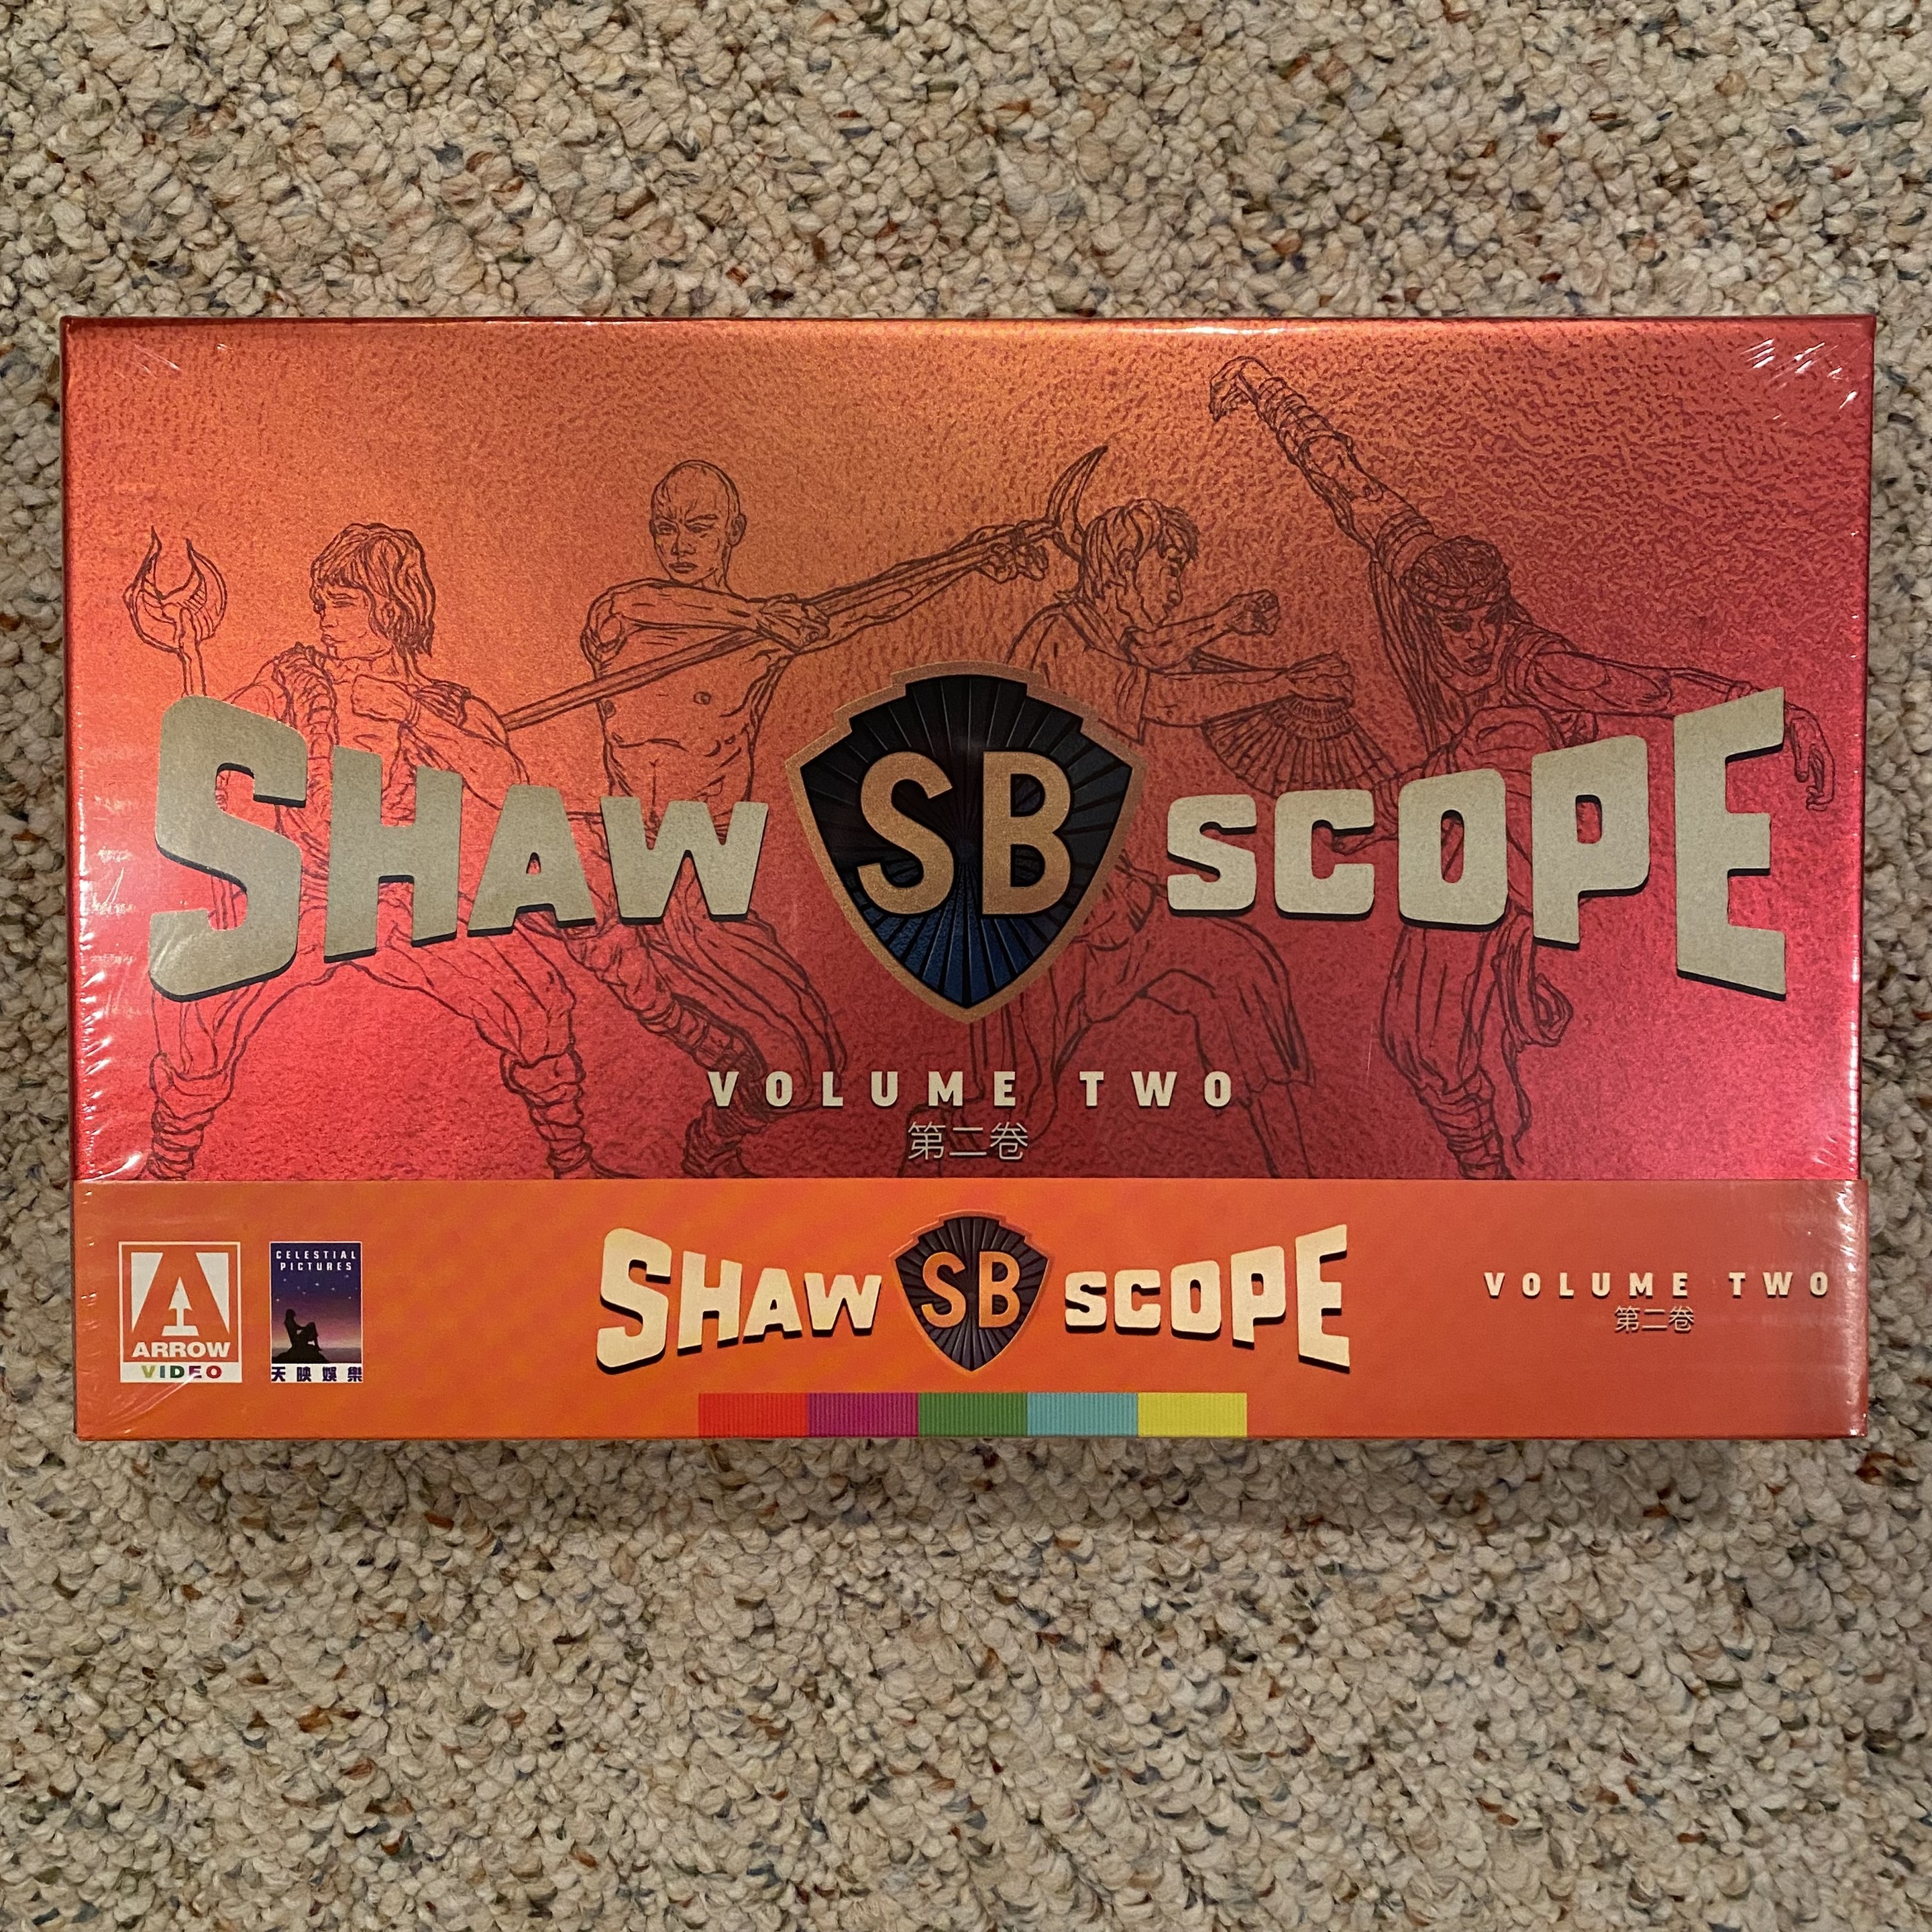 SHAW SB SCOPE
VOLUME TWO
第二卷
ARROW
VIDEO
CELESTIAL
PICTURES
天映娛樂
SHAW SB SCOPE
VOLUME TWO
第二卷